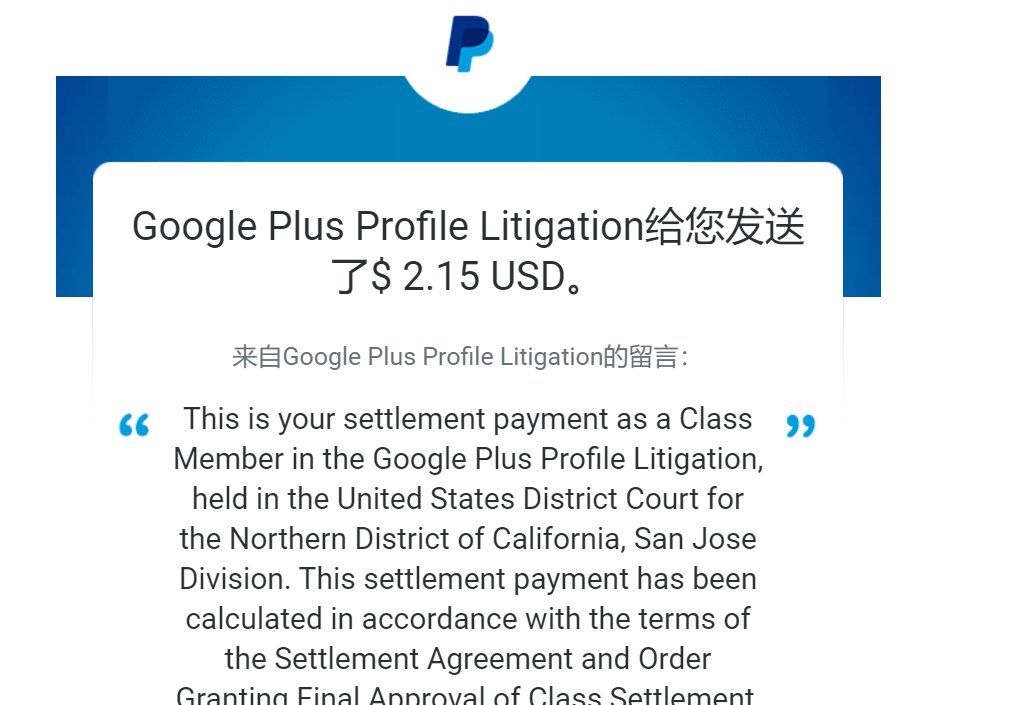 Google Plus Profile Litigation给您发送
了$ 2.15 USD。
来自Google Plus Profile Litigation的留言：
“ This is your settlement payment as a Class ”
Member in the Google Plus Profile Litigation,
held in the United States District Court for
the Northern District of California, San Jose
Division. This settlement payment has been
calculated in accordance with the terms of
the Settlement Agreement and Order
Granting Final Approval of Class Settlement